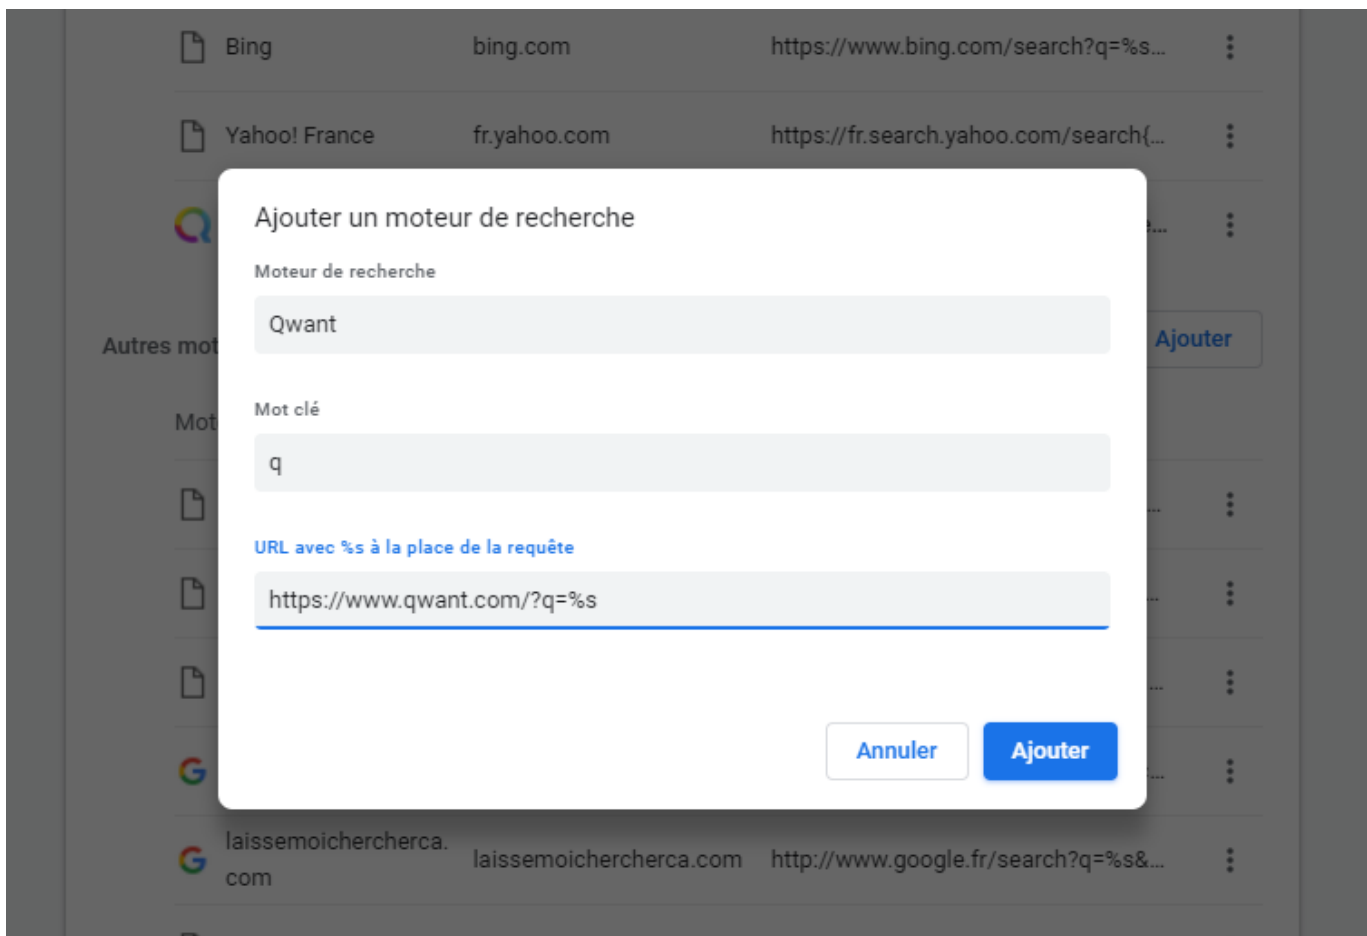 Bing bing.com https://www.bing.com/search?q=%s...
Yahoo! France fr.yahoo.com https://fr.search.yahoo.com/search{...
Ajouter un moteur de recherche
Moteur de recherche
Qwant
Autres mot
Ajouter
Mot clé
Mot
q
URL avec %s à la place de la requête
https://www.qwant.com/?q=%s
Annuler Ajouter
laissemoichercherca.
com
laissemoichercherca.com http://www.google.fr/search?q=%s&...